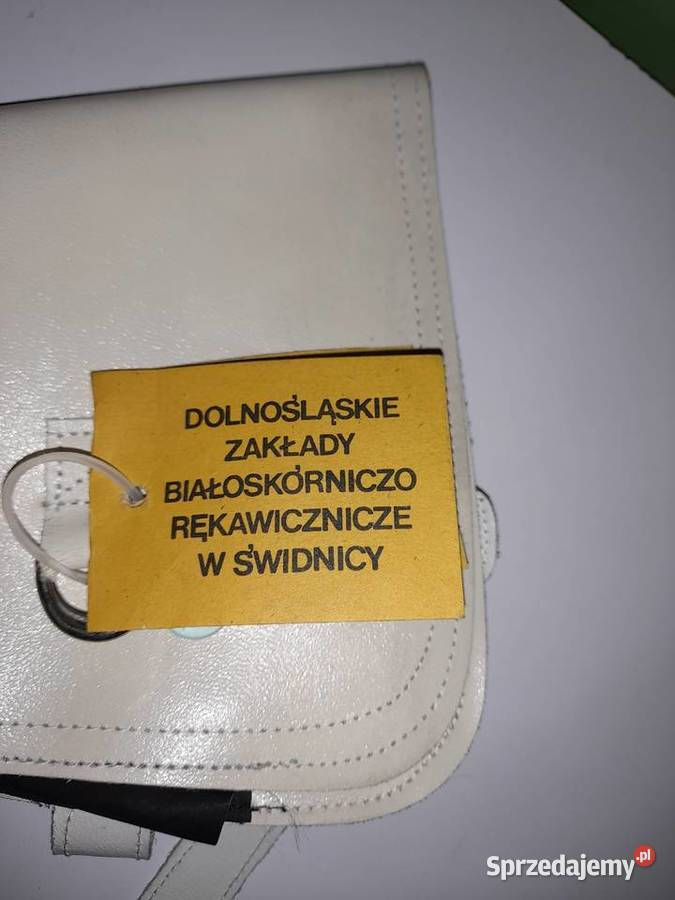 DOLNOŚLĄSKIE
ZAKŁADY
BIAŁOSKÓRNICZO
RĘKAWICZNICZE
W ŚWIDNICY
Sprzedajemy.pl